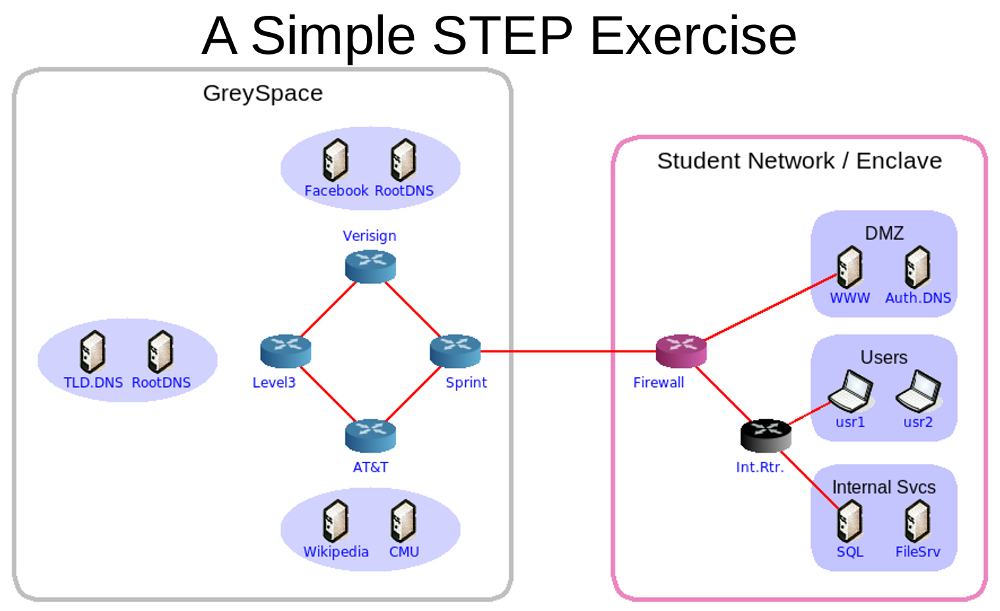 A Simple STEP Exercise
GreySpace
Facebook RootDNS
Verisign
TLD.DNS RootDNS
Level3
Sprint
AT&T
Wikipedia CMU
Student Network / Enclave
DMZ
WWW Auth.DNS
Firewall
Users
usr1 usr2
Int.Rtr.
Internal Svcs
SQL FileSrv